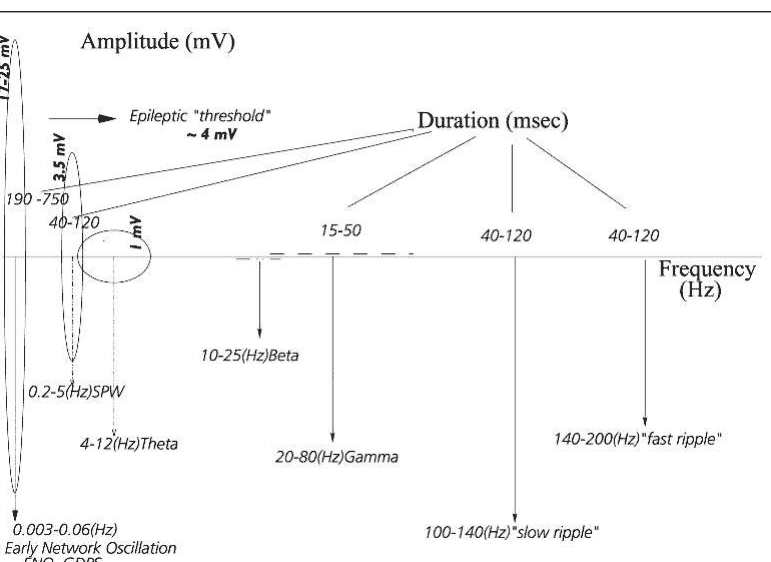 Amplitude (mV)
17-25 mV
Epileptic "threshold"
~ 4 mV
Duration (msec)
3.5 mV
190 -750
40-120
1 mV
15-50
40-120
40-120
Frequency
(Hz)
10-25(Hz)Beta
0.2-5(Hz)SPW
4-12(Hz)Theta
20-80(Hz)Gamma
140-200(Hz)"fast ripple"
0.003-0.06(Hz)
100-140(Hz)"slow ripple"
Early Network Oscillation
ENO, GDPS